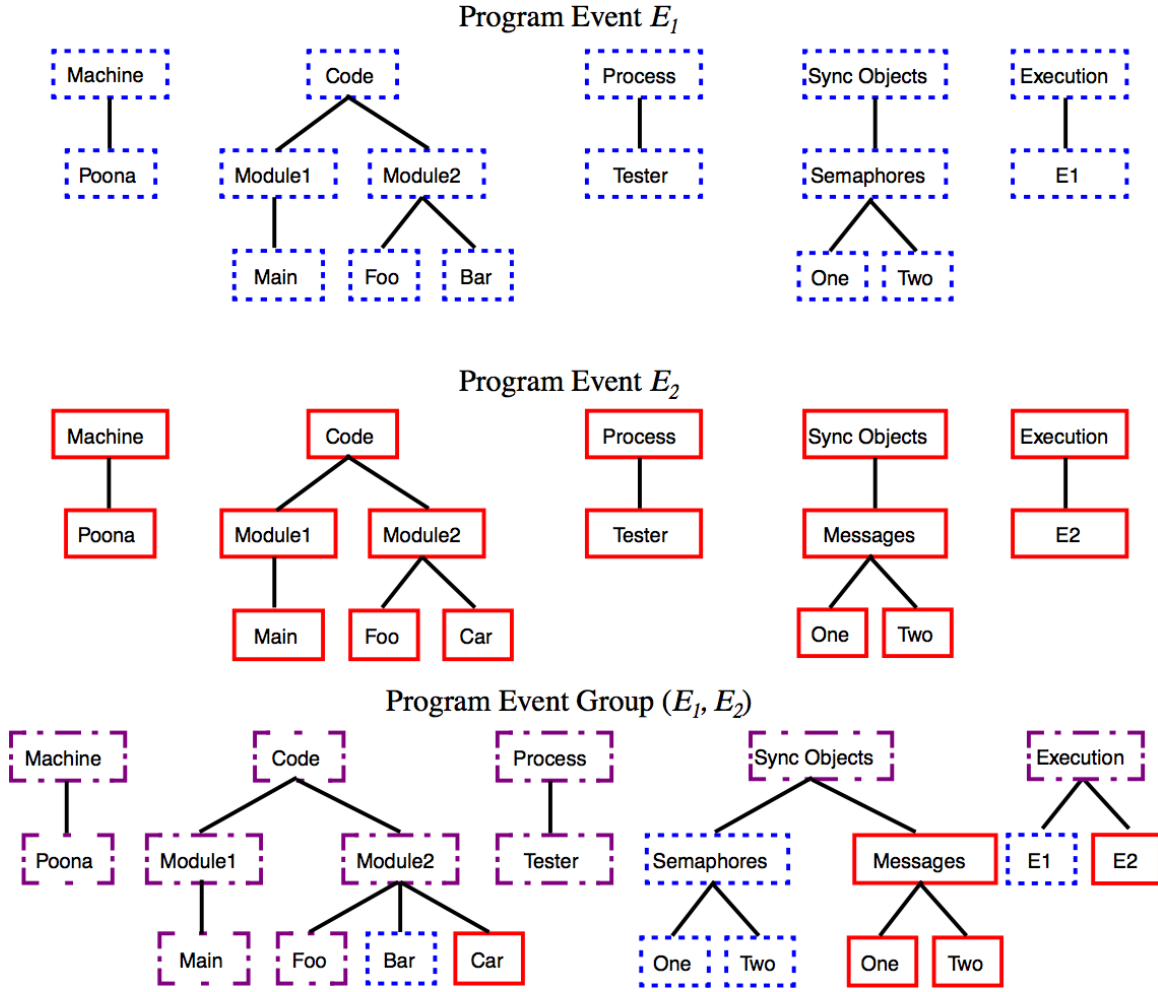 Program Event E1
Machine Code Process Sync Objects Execution
Poona Module1 Module2 Tester Semaphores E1
Main Foo Bar One Two
Program Event E2
Machine Code Process Sync Objects Execution
Poona Module1 Module2 Tester Messages E2
Main Foo Car One Two
Program Event Group (E1, E2)
Machine Code Process Sync Objects Execution
Poona Module1 Module2 Tester Semaphores Messages E1 E2
Main Foo Bar Car One Two One Two